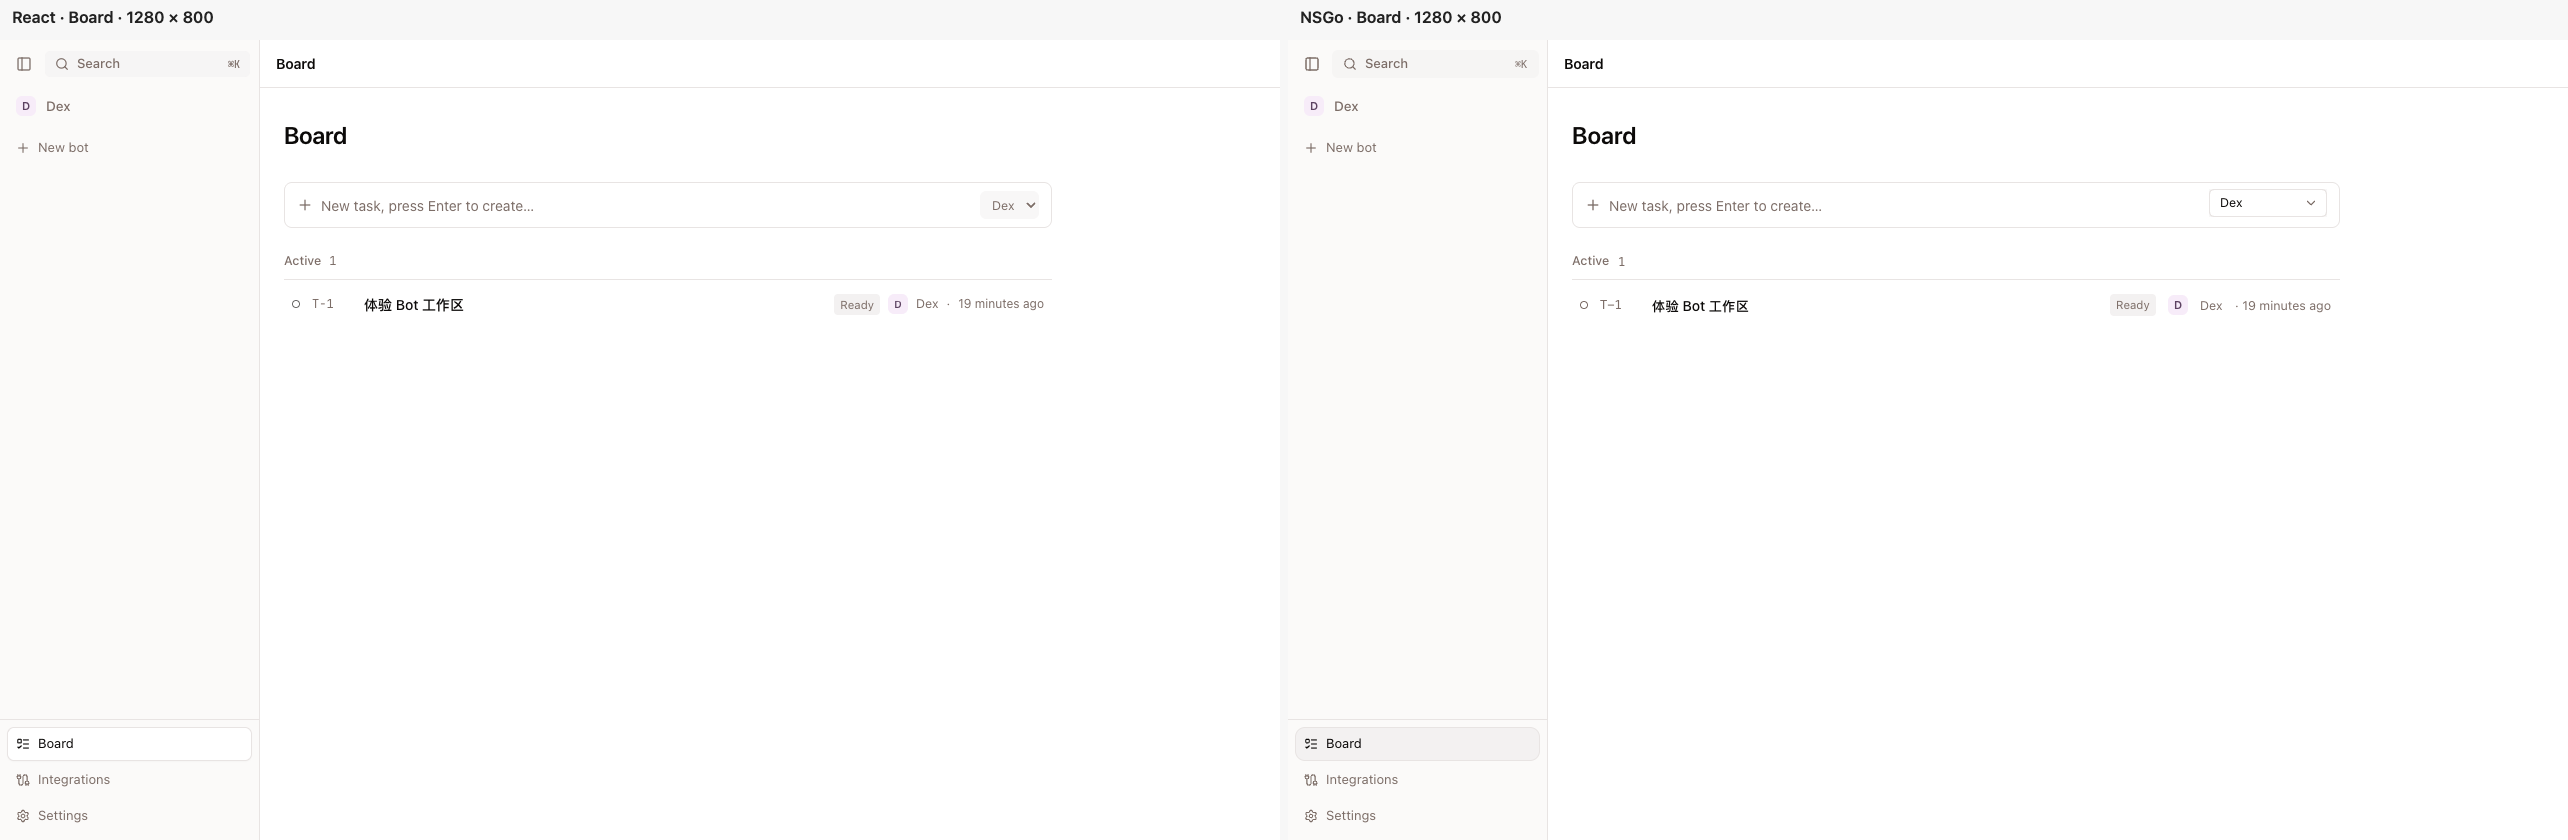 React · Board · 1280 × 800
Search ⌘K
D Dex
New bot
Board
Integrations
Settings
Board
Board
New task, press Enter to create...
Dex
Active 1
T-1 体验 Bot 工作区 Ready D Dex · 19 minutes ago
NSGo · Board · 1280 × 800
Search ⌘K
D Dex
New bot
Board
Integrations
Settings
Board
Board
New task, press Enter to create...
Dex
Active 1
T–1 体验 Bot 工作区 Ready D Dex · 19 minutes ago